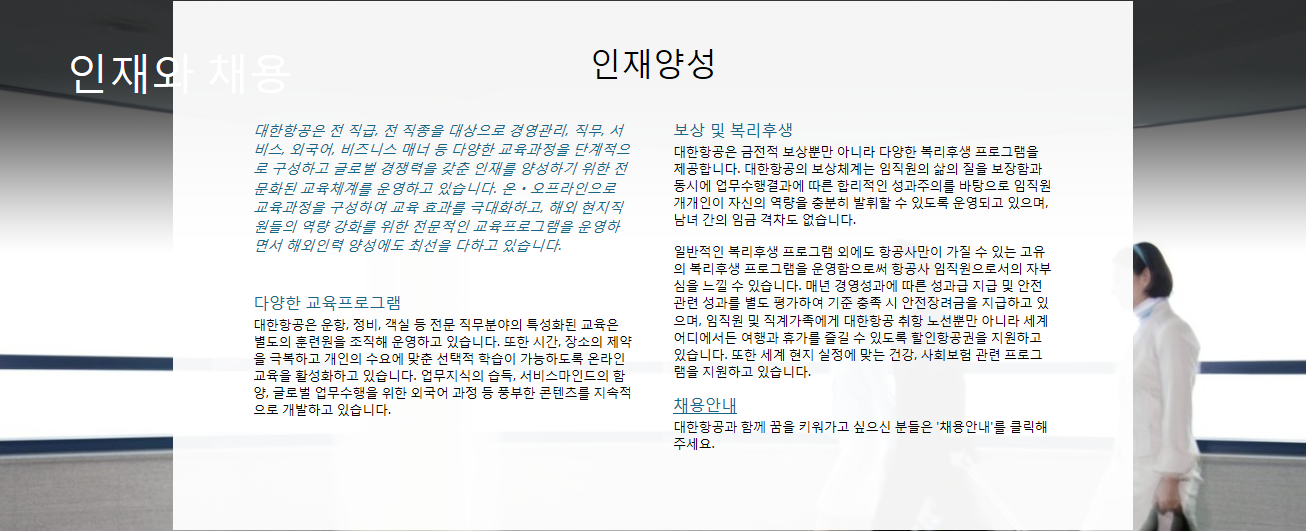 인재와 채용
인재양성
대한항공은 전 직급, 전 직종을 대상으로 경영관리, 직무, 서
비스, 외국어, 비즈니스 매너 등 다양한 교육과정을 단계적으
로 구성하고 글로벌 경쟁력을 갖춘 인재를 양성하기 위한 전
문화된 교육체계를 운영하고 있습니다. 온·오프라인으로
교육과정을 구성하여 교육 효과를 극대화하고, 해외 현지직
원들의 역량 강화를 위한 전문적인 교육프로그램을 운영하
면서 해외인력 양성에도 최선을 다하고 있습니다.
다양한 교육프로그램
대한항공은 운항, 정비, 객실 등 전문 직무분야의 특성화된 교육은
별도의 훈련원을 조직해 운영하고 있습니다. 또한 시간, 장소의 제약
을 극복하고 개인의 수요에 맞춘 선택적 학습이 가능하도록 온라인
교육을 활성화하고 있습니다. 업무지식의 습득, 서비스마인드의 함
양, 글로벌 업무수행을 위한 외국어 과정 등 풍부한 콘텐츠를 지속적
으로 개발하고 있습니다.
보상 및 복리후생
대한항공은 금전적 보상뿐만 아니라 다양한 복리후생 프로그램을
제공합니다. 대한항공의 보상체계는 임직원의 삶의 질을 보장함과
동시에 업무수행결과에 따른 합리적인 성과주의를 바탕으로 임직원
개개인이 자신의 역량을 충분히 발휘할 수 있도록 운영되고 있으며,
남녀 간의 임금 격차도 없습니다.
일반적인 복리후생 프로그램 외에도 항공사만이 가질 수 있는 고유
의 복리후생 프로그램을 운영함으로써 항공사 임직원으로서의 자부
심을 느낄 수 있습니다. 매년 경영성과에 따른 성과급 지급 및 안전
관련 성과를 별도 평가하여 기준 충족 시 안전장려금을 지급하고 있
으며, 임직원 및 직계가족에게 대한항공 취항 노선뿐만 아니라 세계
어디에서든 여행과 휴가를 즐길 수 있도록 할인항공권을 지원하고
있습니다. 또한 세계 현지 실정에 맞는 건강, 사회보험 관련 프로그
램을 지원하고 있습니다.
채용안내
대한항공과 함께 꿈을 키워가고 싶으신 분들은 '채용안내'를 클릭해
주세요.